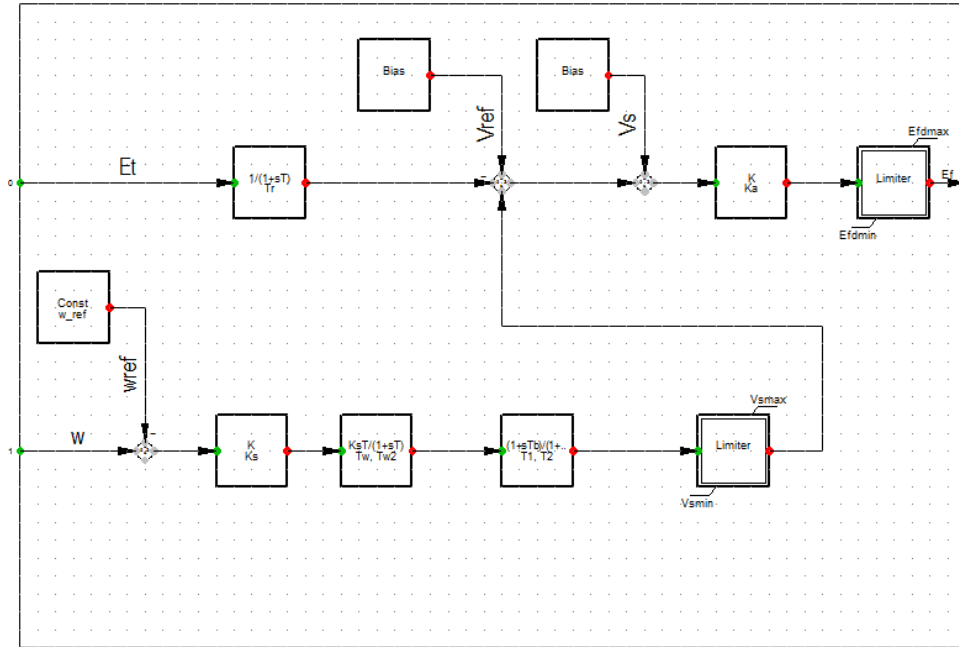 Bias
Bias
Vref
Vs
Efdmax
Et
1/(1+sT)
Tr
-
K
Ka
Limiter
Ef
0
Efdmin
Const
w_ref
wref
Vsmax
W
-
K
Ks
KsT/(1+sT)
Tw, Tw2
(1+sTb)/(1+..
T1, T2
Limiter
1
Vsmin